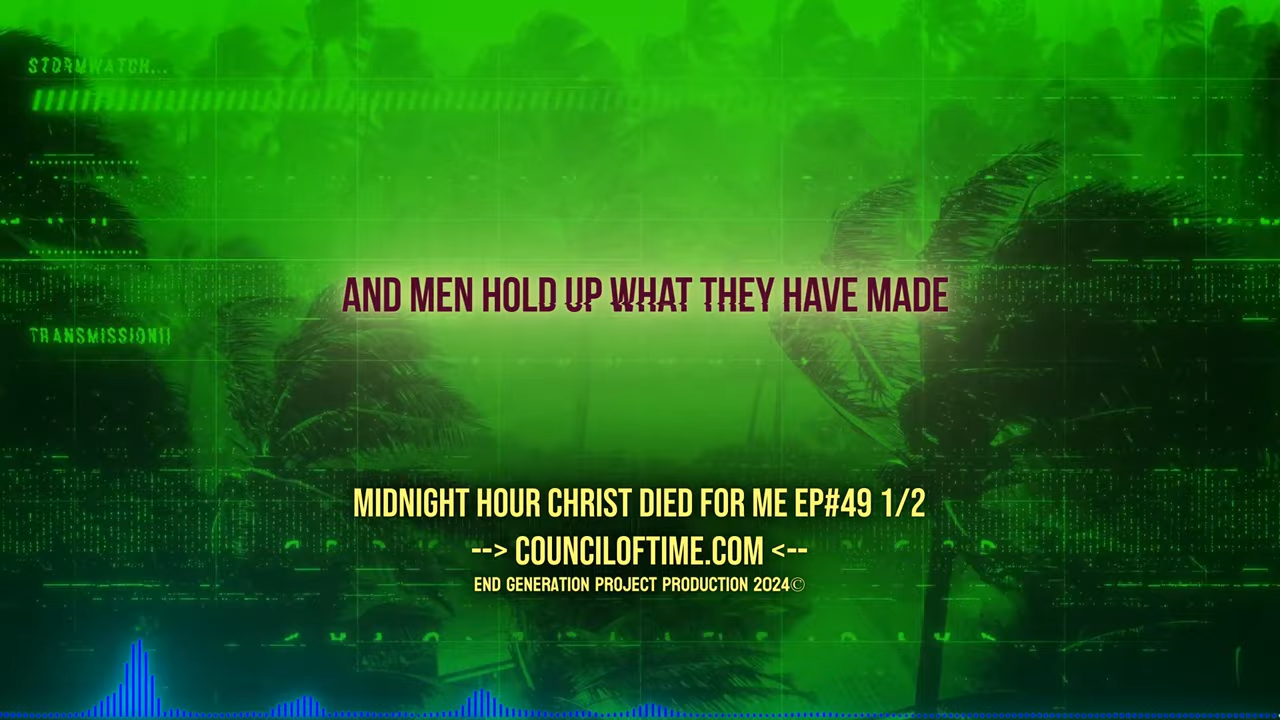 STORMWATCH...
AND MEN HOLD UP WHAT THEY HAVE MADE
TRANSMISSION||
MIDNIGHT HOUR CHRIST DIED FOR ME EP#49 1/2
--> COUNCILOFTIME.COM <--
END GENERATION PROJECT PRODUCTION 2024©